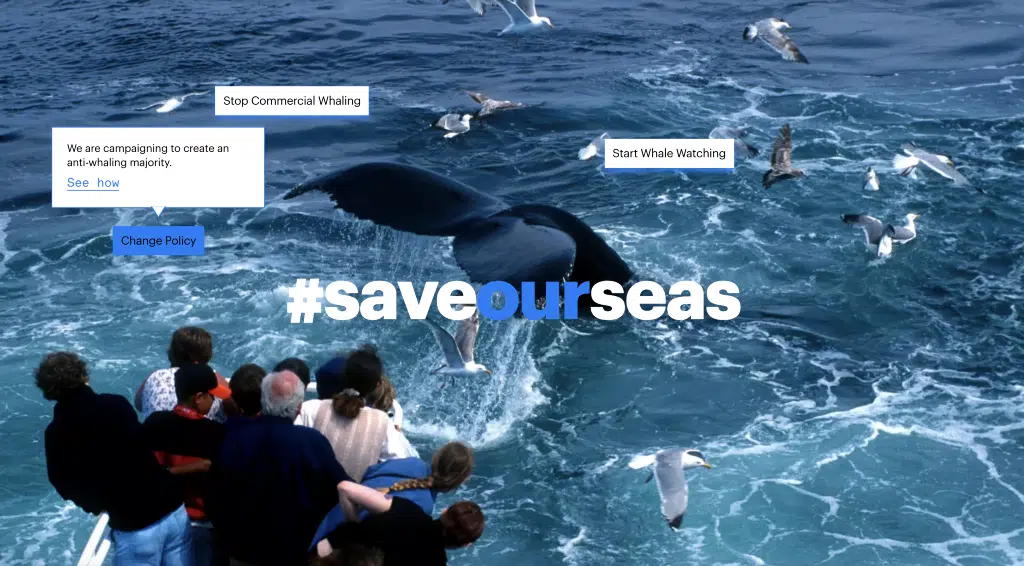 Stop Commercial Whaling
We are campaigning to create an
anti-whaling majority.
See how
Start Whale Watching
Change Policy
#saveourseas